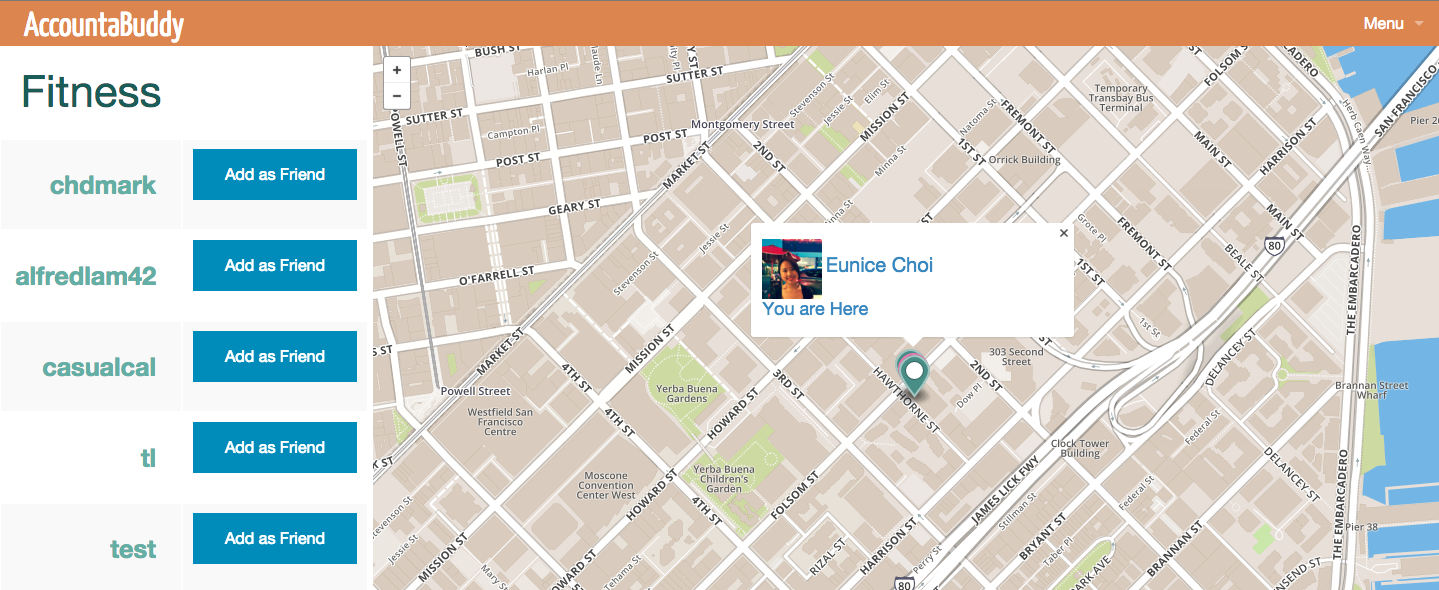 AccountaBuddy
Menu
Fitness
chdmark
Add as Friend
alfredlam42
Add as Friend
casualcal
Add as Friend
tl
Add as Friend
test
Add as Friend
+
−
BUSH ST
Harlan Pl
SUTTER ST
SUTTER ST
Campton Pl
POST ST
POST ST
Montgomery Street
MARKET ST
2ND ST
GEARY ST
O'FARRELL ST
Stevenson St
Jessie St
Stevenson St
Jessie St
Elim St
MISSION ST
Minna St
Natoma St
1ST ST
FREMONT ST
Orrick Building
Temporary
Transbay Bus
Terminal
FOLSOM ST
MAIN ST
HARRISON ST
Herb Caen Way...
Pier 26
Grote Pl
FREMONT ST
1ST ST
MAIN ST
80
BEALE ST
1st St
THE EMBARCADERO
×
Eunice Choi
You are Here
MARKET ST
Powell Street
Westfield San
Francisco
Centre
4TH ST
MISSION ST
Yerba Buena
Gardens
4TH ST
HOWARD ST
3RD ST
HAWTHORNE ST
2ND ST
303 Second
Street
Dow Pl
DELANCEY ST
Brannan Street
Wharf
Clock Tower
Building
Federal St
Moscone
Convention
Center West
Yerba Buena
Children's
Garden
HOWARD ST
4TH ST
FOLSOM ST
JAMES LICK FWY
Stillman St
Federal St
DELANCEY ST
THE EMBARCADERO
Stevenson St
Jessie St
MISSION ST
Mary St
HOWARD ST
Tehama St
RIZAL ST
HARRISON ST
Perry St
80
BRYANT ST
Taber Pl
PARK AVE
BRANNAN ST
Pier 38